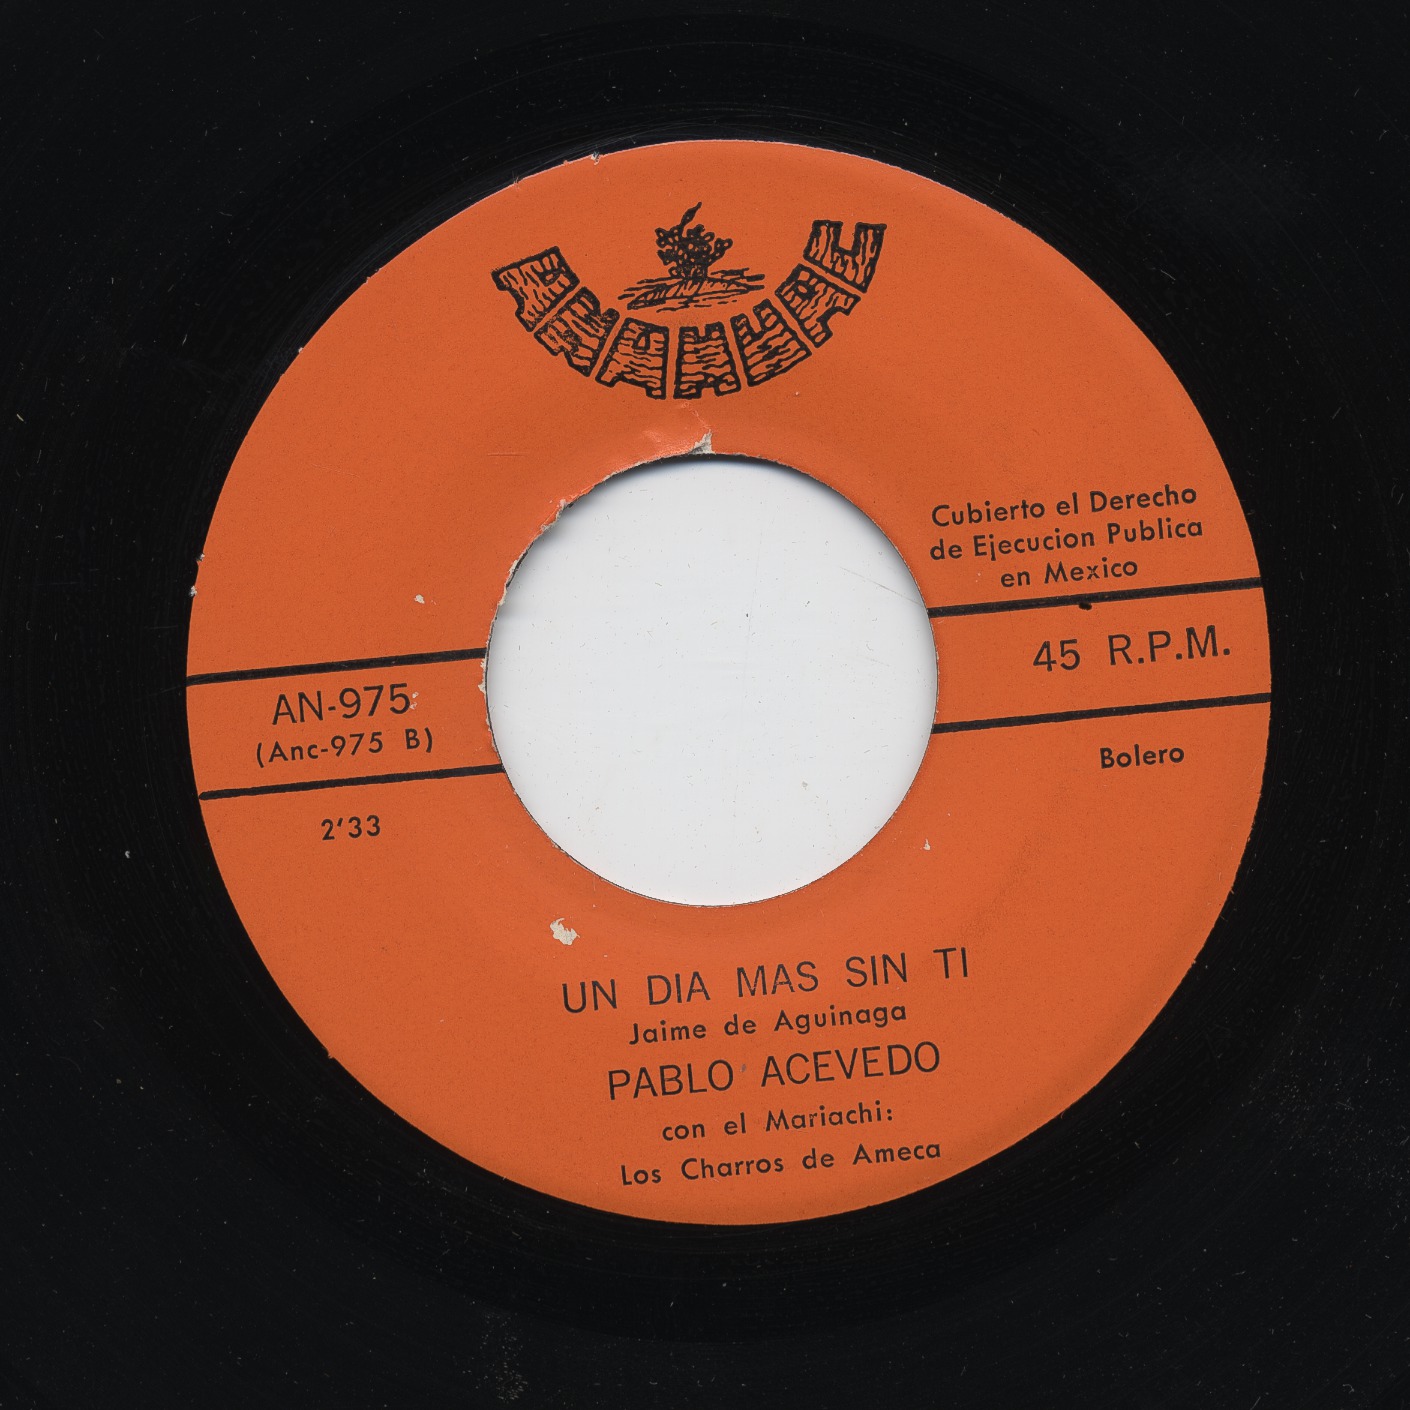 ANAHUAC
Cubierto el Derecho
de Ejecucion Publica
en Mexico
45 R.P.M.
AN-975
(Anc-975 B)
Bolero
2'33
UN DIA MAS SIN TI
Jaime de Aguinaga
PABLO ACEVEDO
con el Mariachi:
Los Charros de Ameca